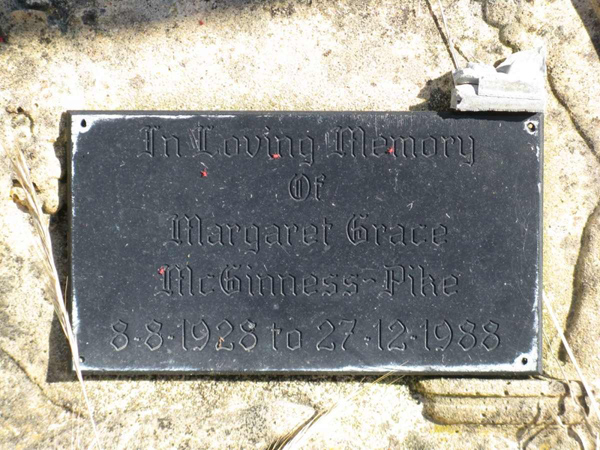 In Loving Memory
Of
Margaret Grace
McGinness-Pike
8-8-1928 to 27-12-1988